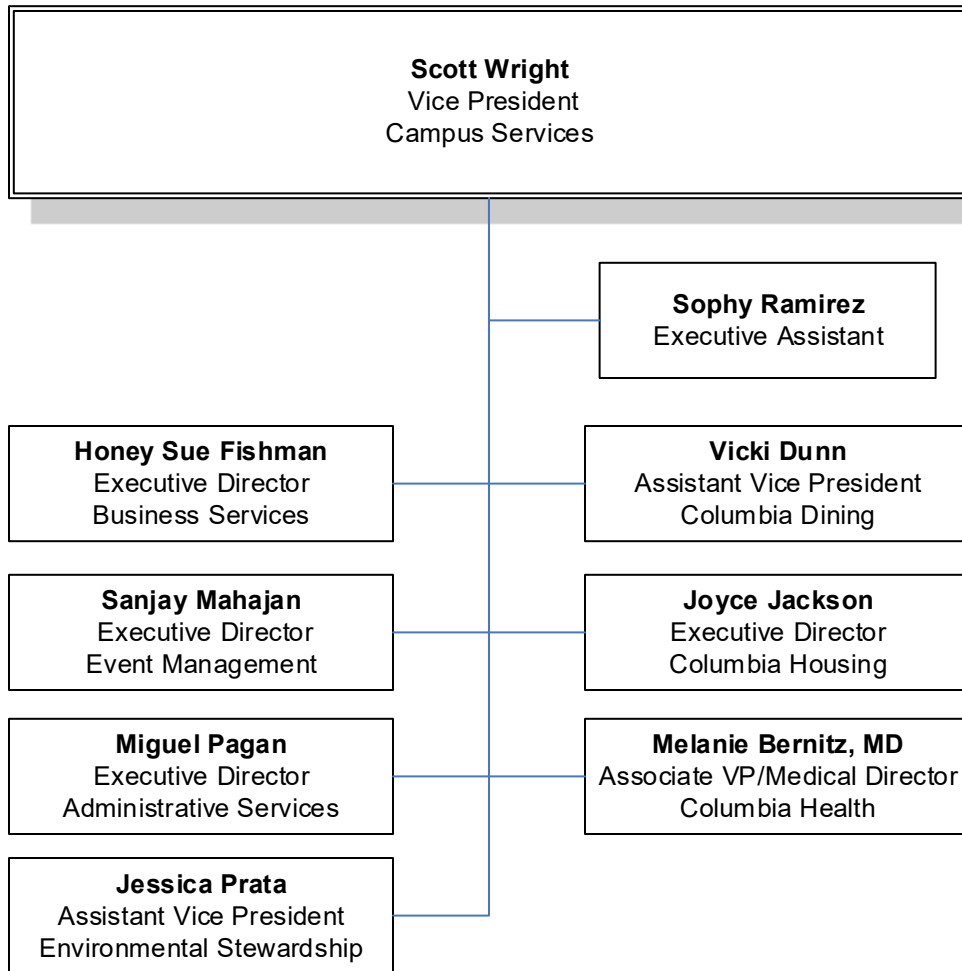 Scott Wright
Vice President
Campus Services
Sophy Ramirez
Executive Assistant
Honey Sue Fishman
Executive Director
Business Services
Vicki Dunn
Assistant Vice President
Columbia Dining
Sanjay Mahajan
Executive Director
Event Management
Joyce Jackson
Executive Director
Columbia Housing
Miguel Pagan
Executive Director
Administrative Services
Melanie Bernitz, MD
Associate VP/Medical Director
Columbia Health
Jessica Prata
Assistant Vice President
Environmental Stewardship